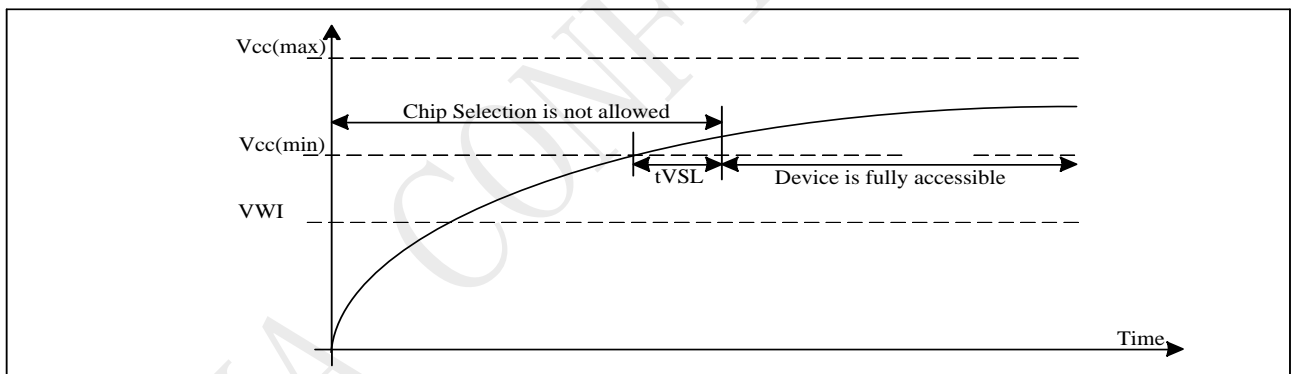 Vcc(max)
Chip Selection is not allowed
Vcc(min)
tVSL
Device is fully accessible
VWI
Time